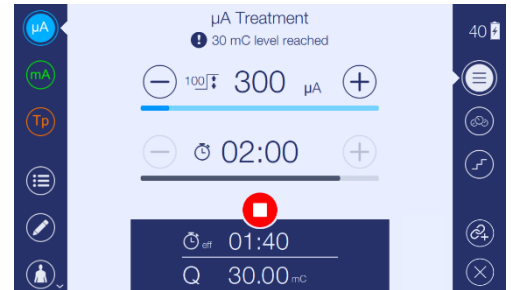 µA
mA
Tp
µA Treatment
! 30 mC level reached
100 300 µA
02:00
eff 01:40
Q 30.00 mC
40